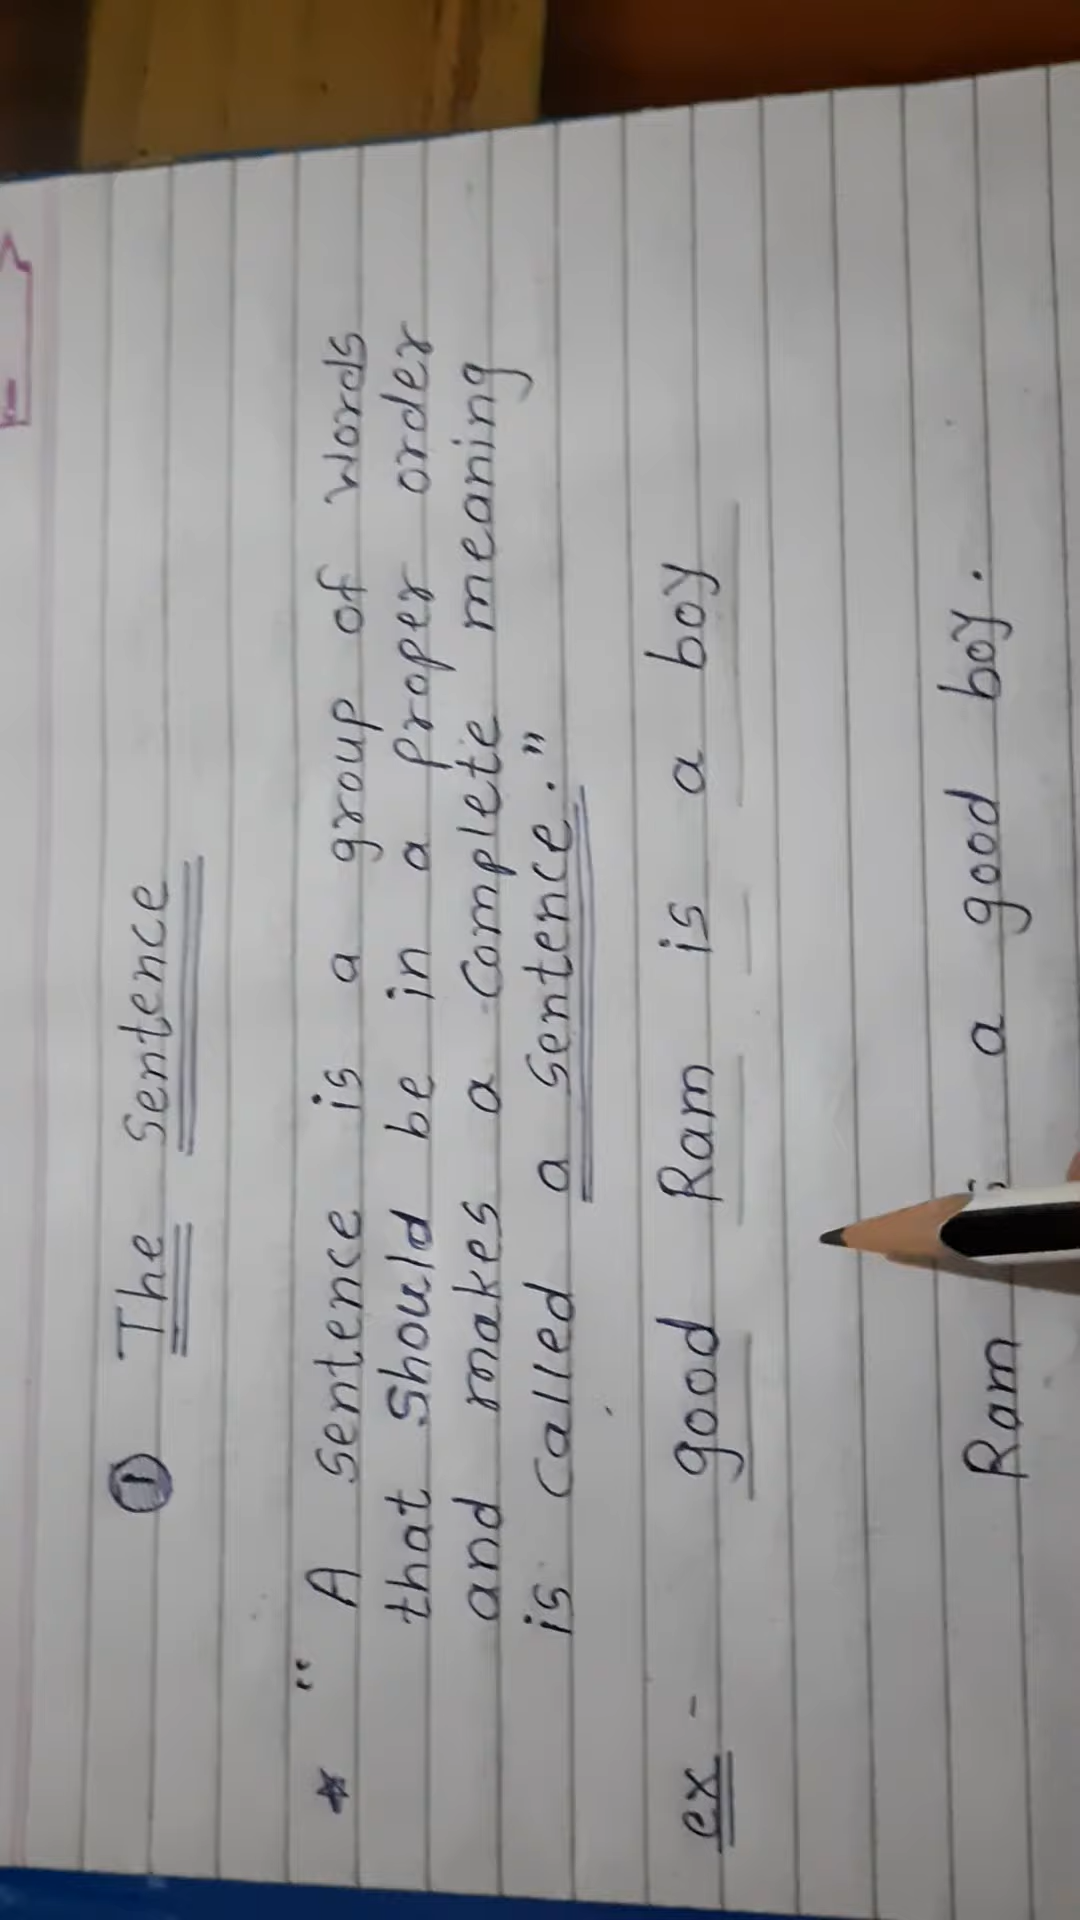 ① The Sentence
* " A Sentence is a group of words
that Should be in a proper order
and makes a complete meaning
is called a Sentence."
ex - good Ram is a boy
Ram a good boy.